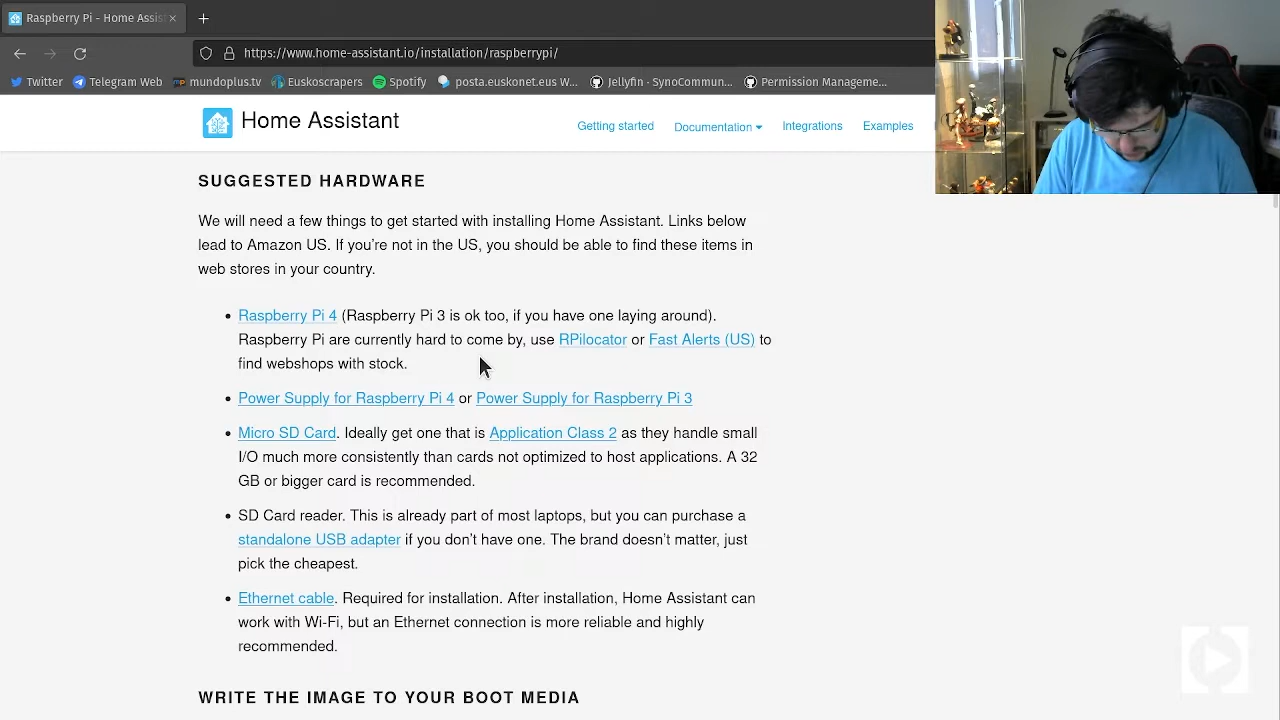 Raspberry Pi - Home Assist
https://www.home-assistant.io/installation/raspberrypi/
Twitter Telegram Web mundoplus.tv Euskoscrapers Spotify posta.euskonet.eus W... Jellyfin - SynoCommun... Permission Manageme...
Home Assistant Getting started Documentation Integrations Examples
SUGGESTED HARDWARE
We will need a few things to get started with installing Home Assistant. Links below
lead to Amazon US. If you’re not in the US, you should be able to find these items in
web stores in your country.
• Raspberry Pi 4 (Raspberry Pi 3 is ok too, if you have one laying around).
Raspberry Pi are currently hard to come by, use RPilocator or Fast Alerts (US) to
find webshops with stock.
• Power Supply for Raspberry Pi 4 or Power Supply for Raspberry Pi 3
• Micro SD Card. Ideally get one that is Application Class 2 as they handle small
I/O much more consistently than cards not optimized to host applications. A 32
GB or bigger card is recommended.
• SD Card reader. This is already part of most laptops, but you can purchase a
standalone USB adapter if you don’t have one. The brand doesn’t matter, just
pick the cheapest.
• Ethernet cable. Required for installation. After installation, Home Assistant can
work with Wi-Fi, but an Ethernet connection is more reliable and highly
recommended.
WRITE THE IMAGE TO YOUR BOOT MEDIA